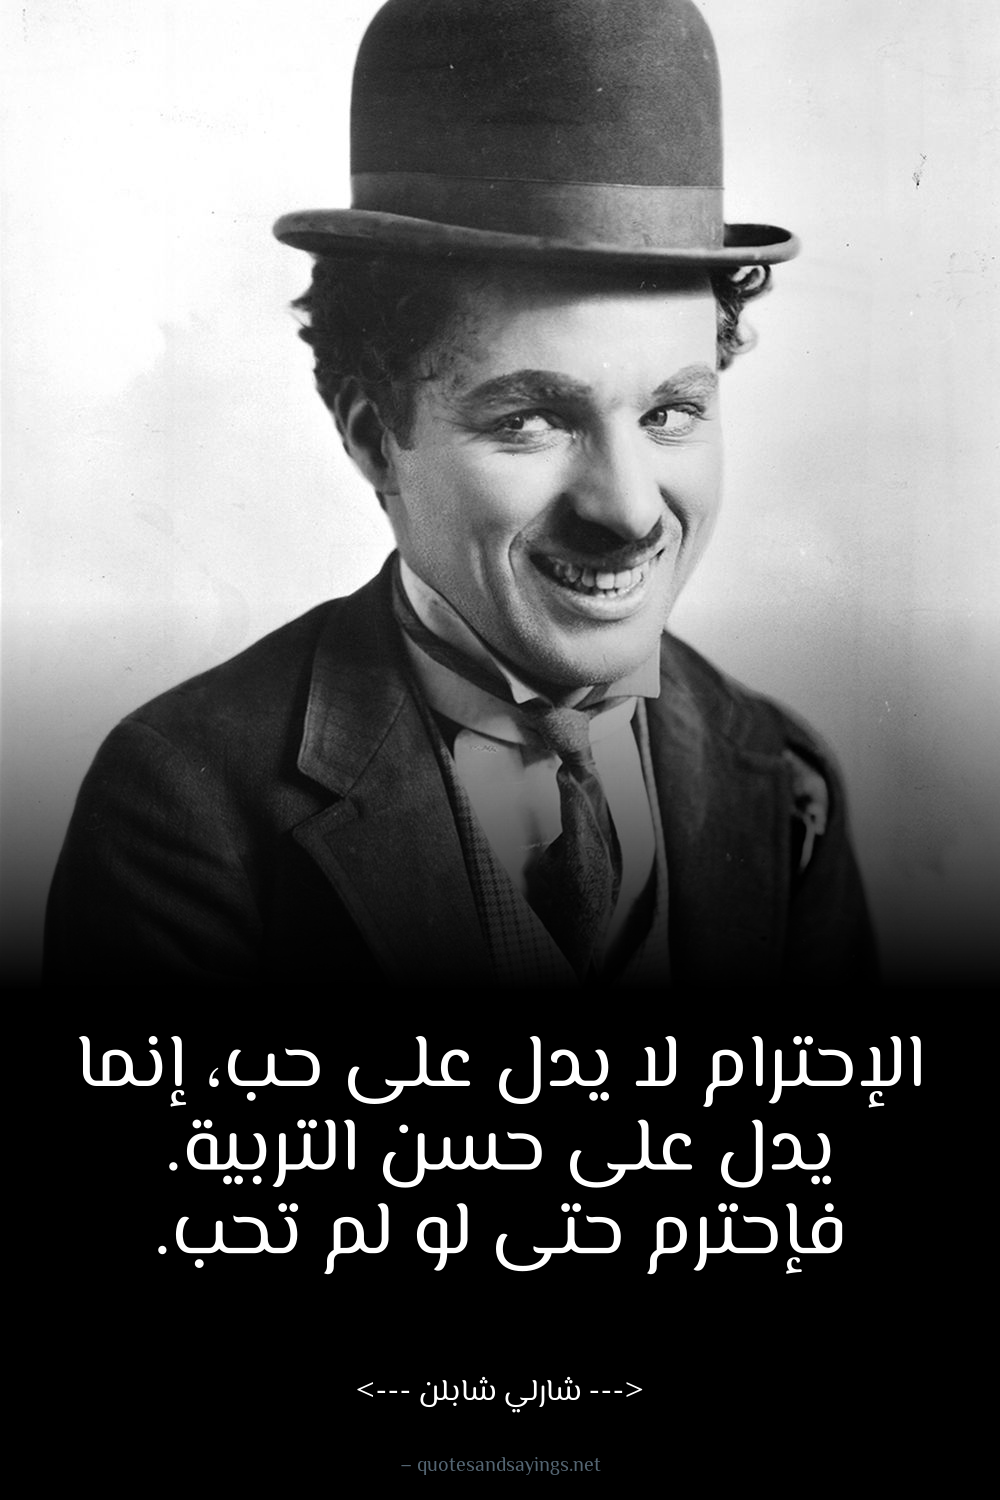 الإحترام لا يدل على حب، إنما
يدل على حسن التربية.
فإحترم حتى لو لم تحب.
<--- شارلي شابلن --->
– quotesandsayings.net